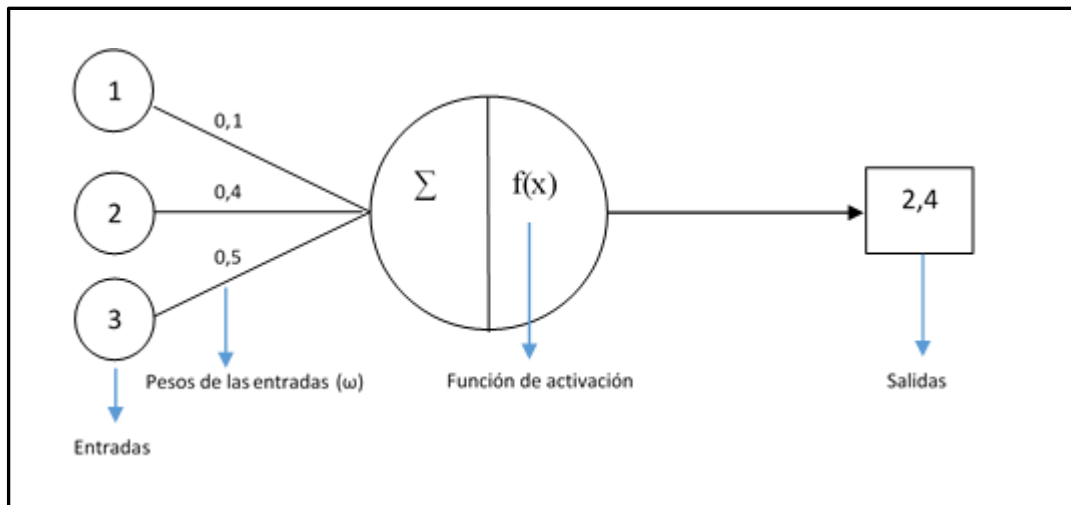 1
0,1
2
0,4
3
0,5
∑
f(x)
2,4
Pesos de las entradas (ω)
Función de activación
Salidas
Entradas